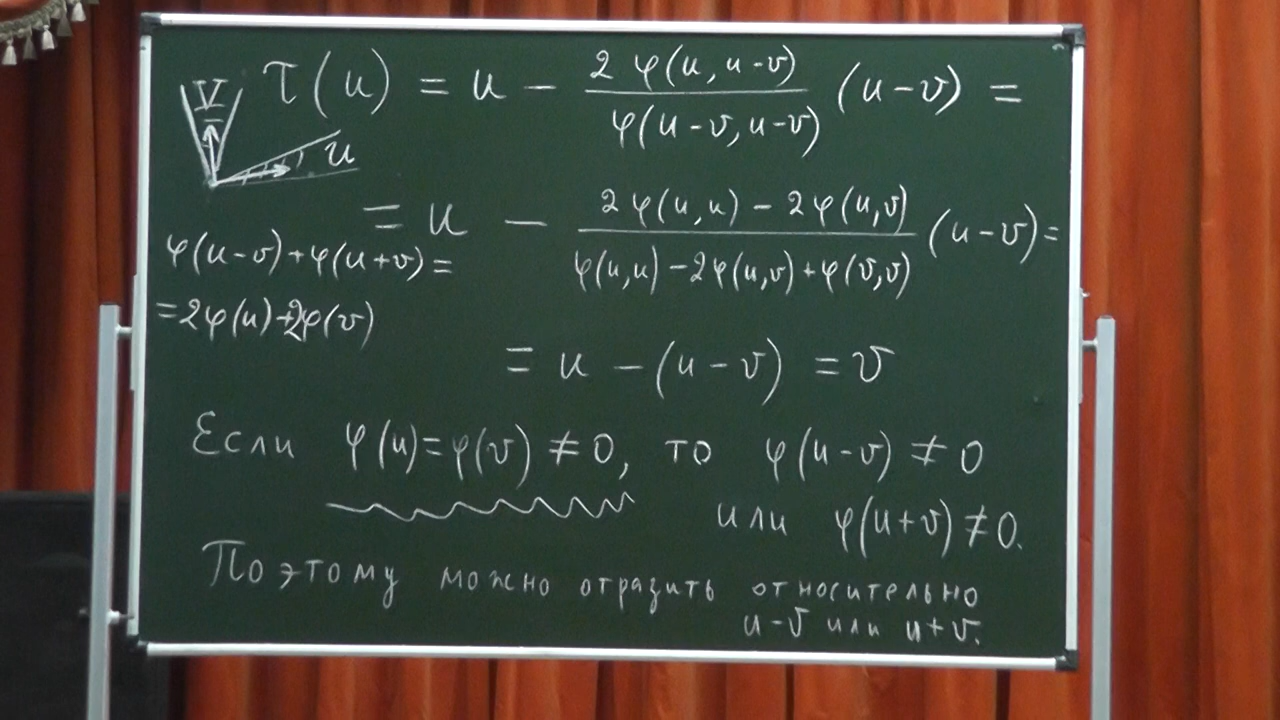 V τ(u) = u − 2φ(u, u-v) / φ(u-v, u-v) (u-v) =
u
= u − 2φ(u,u) − 2φ(u,v) / φ(u,u) − 2φ(u,v) + φ(v,v) (u-v) =
φ(u-v)+φ(u+v)=
=2φ(u)+2φ(v)
= u − (u-v) = v
Если φ(u)=φ(v) ≠ 0, то φ(u-v) ≠ 0
или φ(u+v) ≠ 0.
Поэтому можно отразить относительно
u-v или u+v.